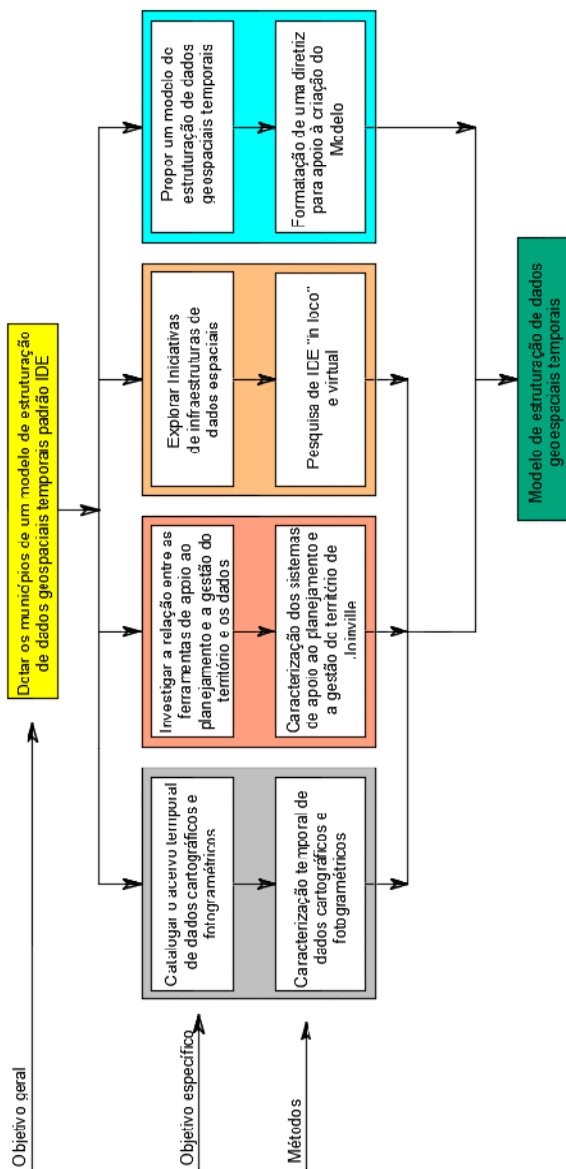 Objetivo geral
Dotar os municípios de um modelo de estruturação
de dados geospaciais temporais padrão IDE
Objetivo específico
Catalogar o acervo temporal
de dados cartográficos e
fotogramétricos
Investigar a relação entre as
ferramentas de apoio ao
planejamento e a gestão do
território e os dados
Explorar Iniciativas
de infraestruturas de
dados espaciais
Propor um modelo de
estruturação de dados
geospaciais temporais
Métodos
Caracterização temporal de
dados cartográficos e
fotogramétricos
Caracterização dos sistemas
de apoio ao planejamento e
a gestão do território de
Joinville
Pesquisa de IDE "in loco"
e virtual
Formatação de uma diretriz
para apoio à criação do
Modelo
Modelo de estruturação de dados
geoespaciais temporais